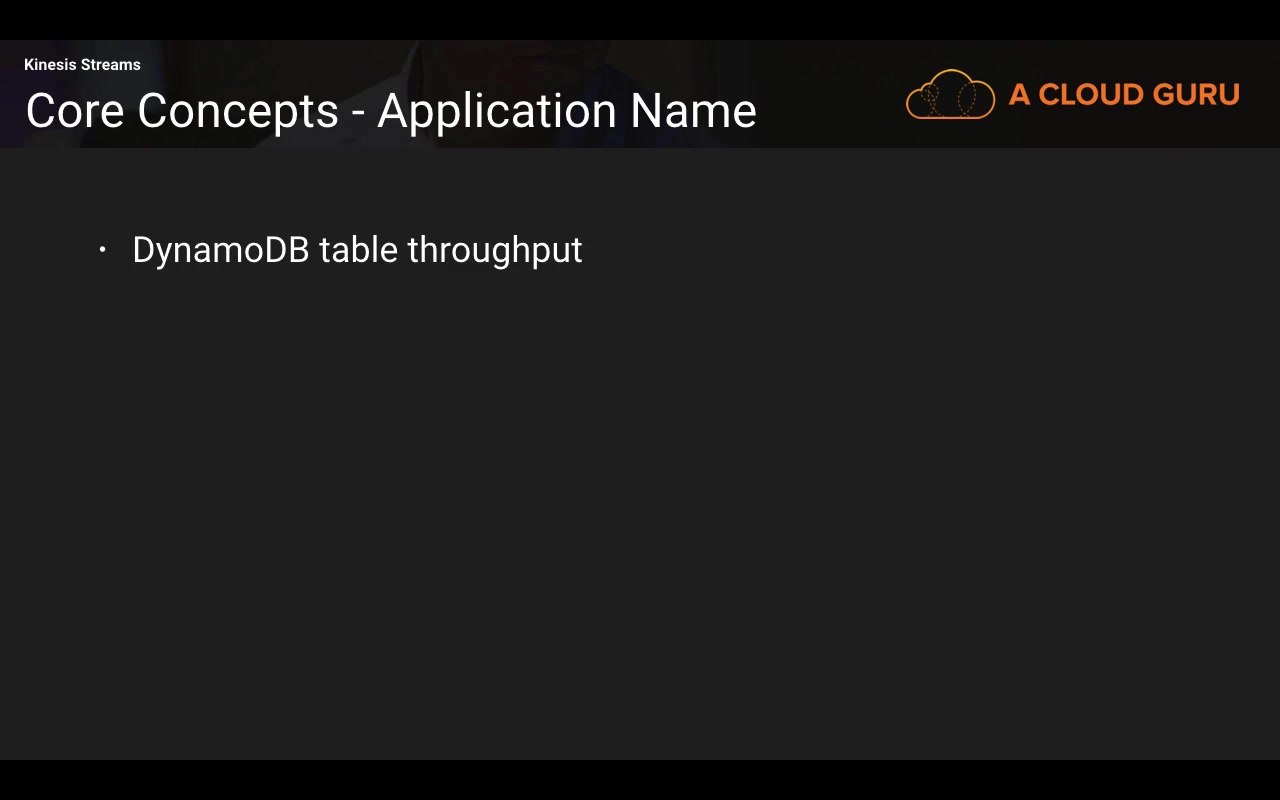 Kinesis Streams
Core Concepts - Application Name
A CLOUD GURU
• DynamoDB table throughput